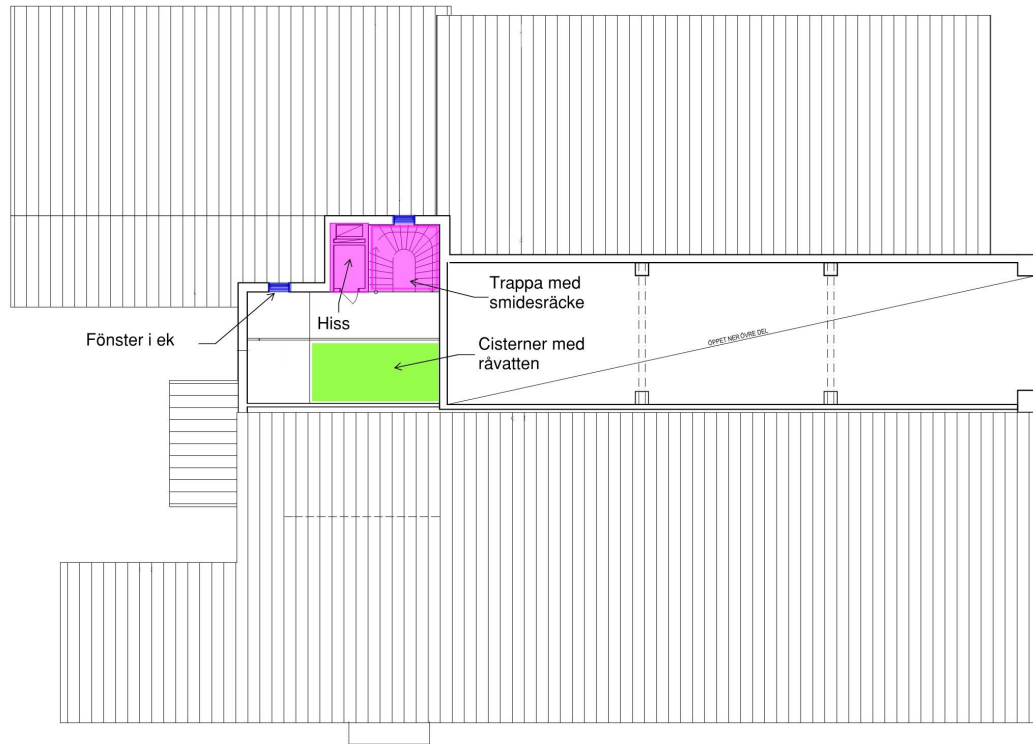 Trappa med
smidesräcke
Hiss
Fönster i ek
Cisterner med
råvatten
ÖPPET NER ÖVRE DEL